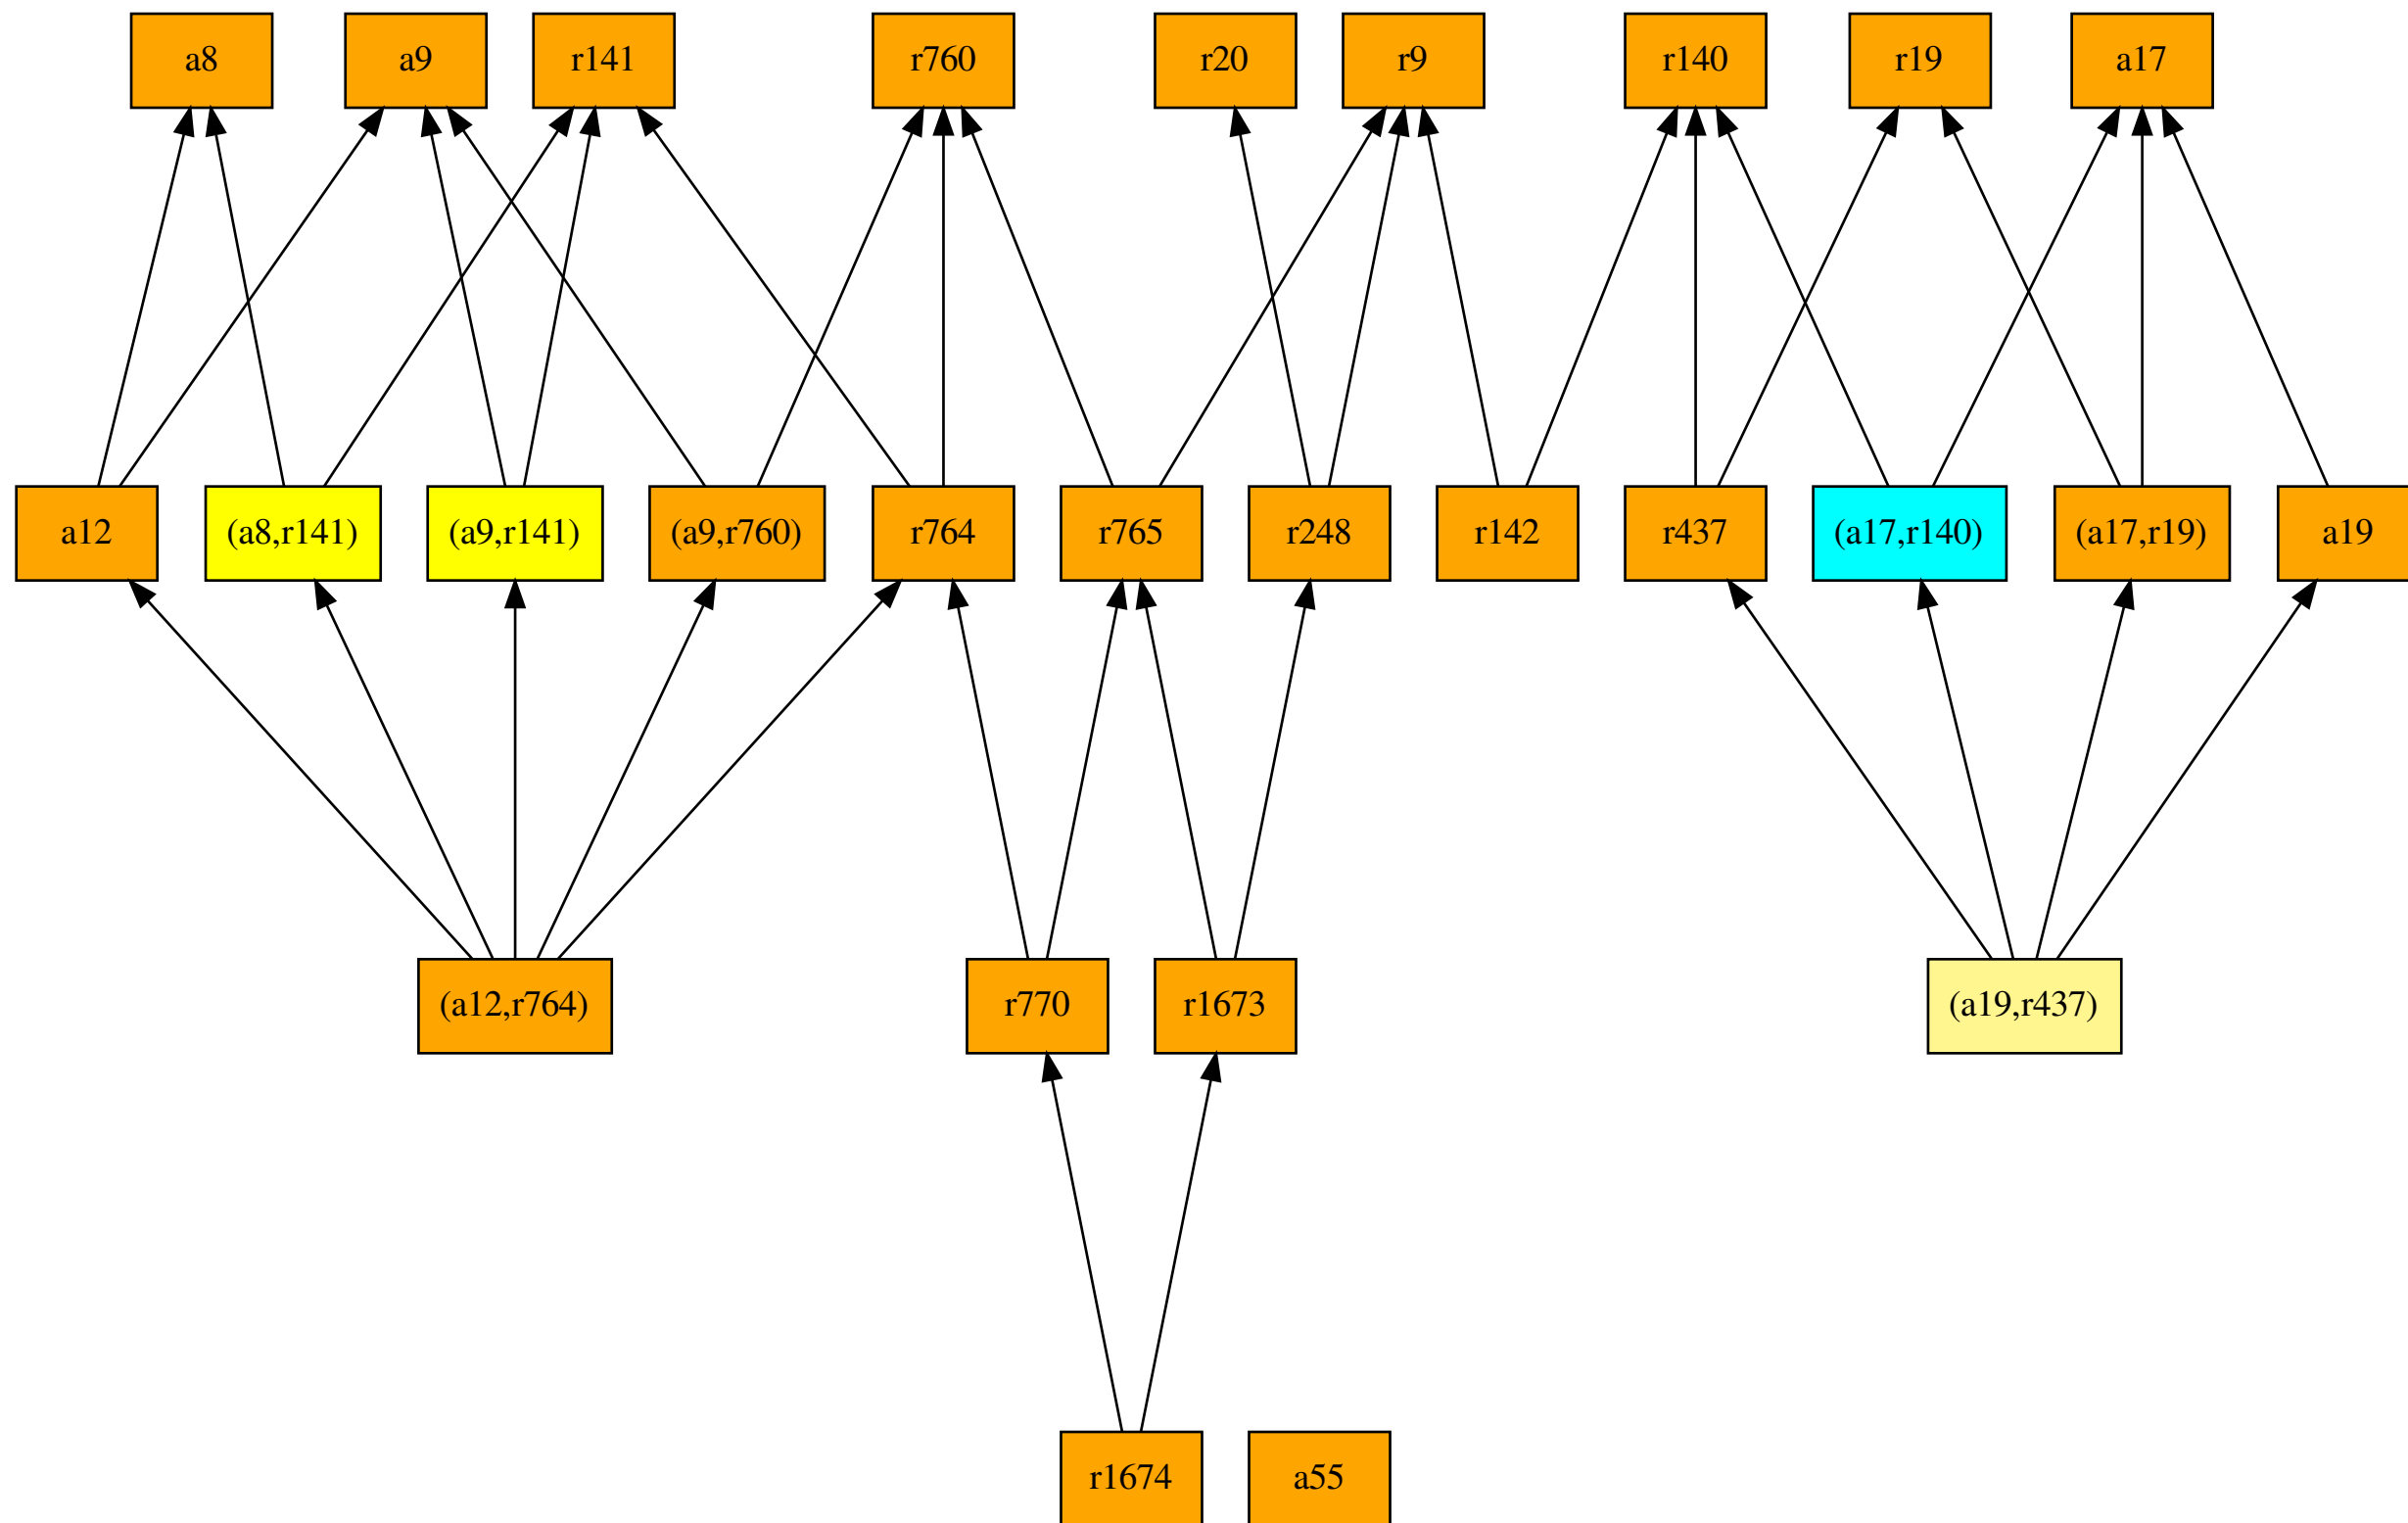 a8
a9
r141
r760
r20
r9
r140
r19
a17
a12
(a8,r141)
(a9,r141)
(a9,r760)
r764
r765
r248
r142
r437
(a17,r140)
(a17,r19)
a19
(a12,r764)
r770
r1673
(a19,r437)
r1674
a55